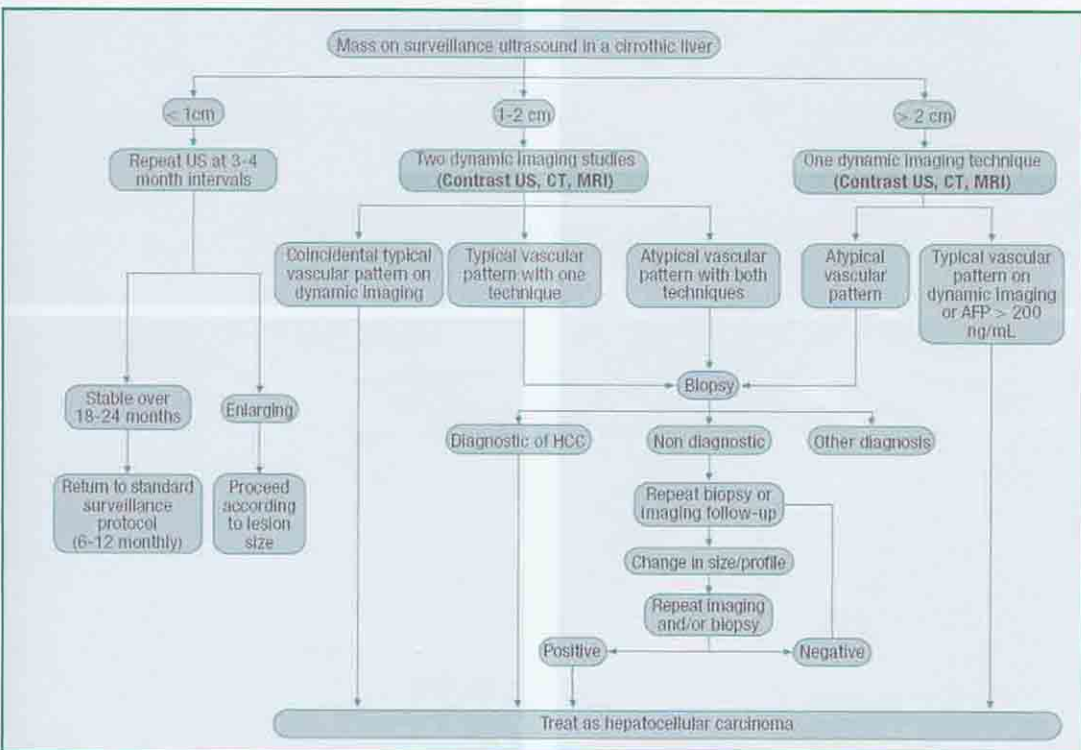 Mass on surveillance ultrasound in a cirrhotic liver
< 1cm
1-2 cm
> 2 cm
Repeat US at 3-4
month intervals
Two dynamic imaging studies
(Contrast US, CT, MRI)
One dynamic imaging technique
(Contrast US, CT, MRI)
Coincidental typical
vascular pattern on
dynamic imaging
Typical vascular
pattern with one
technique
Atypical vascular
pattern with both
techniques
Atypical
vascular
pattern
Typical vascular
pattern on
dynamic imaging
or AFP > 200
ng/mL
Stable over
18-24 months
Enlarging
Biopsy
Diagnostic of HCC
Non diagnostic
Other diagnosis
Return to standard
surveillance
protocol
(6-12 monthly)
Proceed
according
to lesion
size
Repeat biopsy or
imaging follow-up
Change in size/profile
Repeat imaging
and/or biopsy
Positive
Negative
Treat as hepatocellular carcinoma